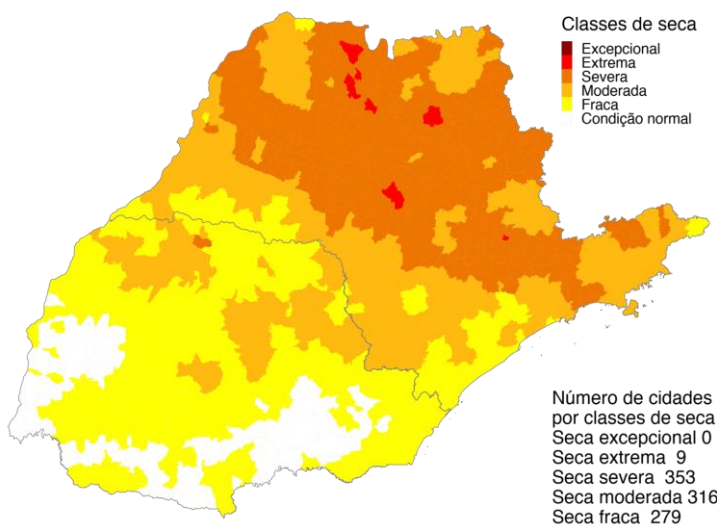 Classes de seca
Excepcional
Extrema
Severa
Moderada
Fraca
Condição normal
Número de cidades
por classes de seca
Seca excepcional 0
Seca extrema 9
Seca severa 353
Seca moderada 316
Seca fraca 279